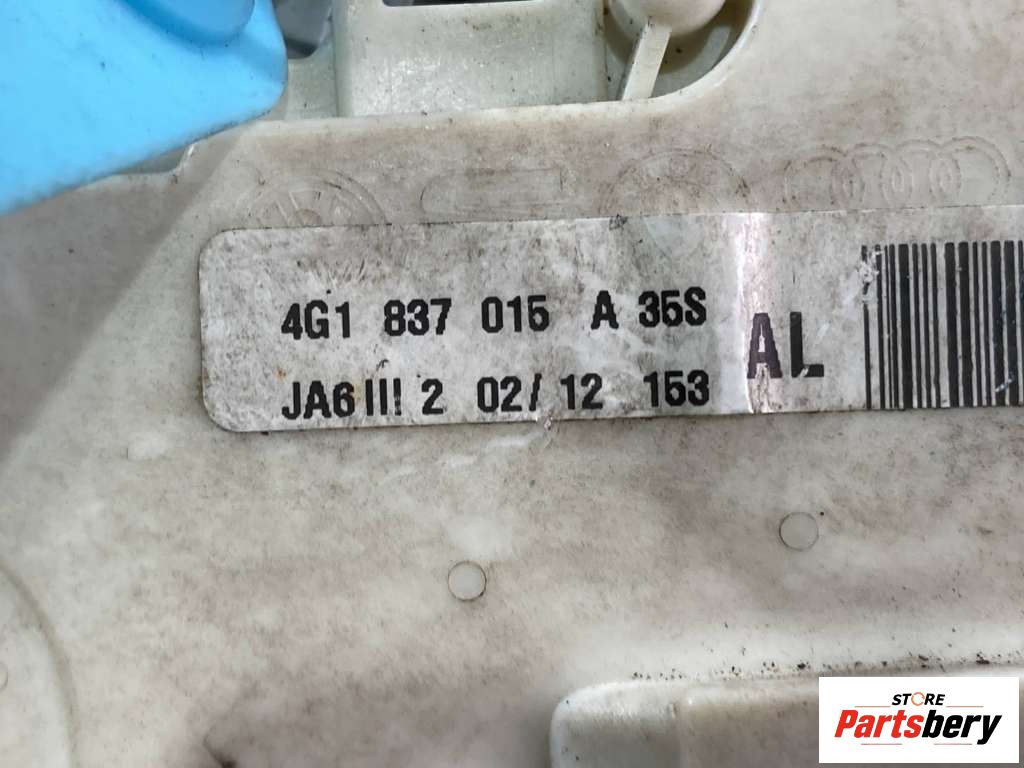 4G1 837 015 A 35S
JA6 III 2 02/12 153
AL
STORE
Partsbery